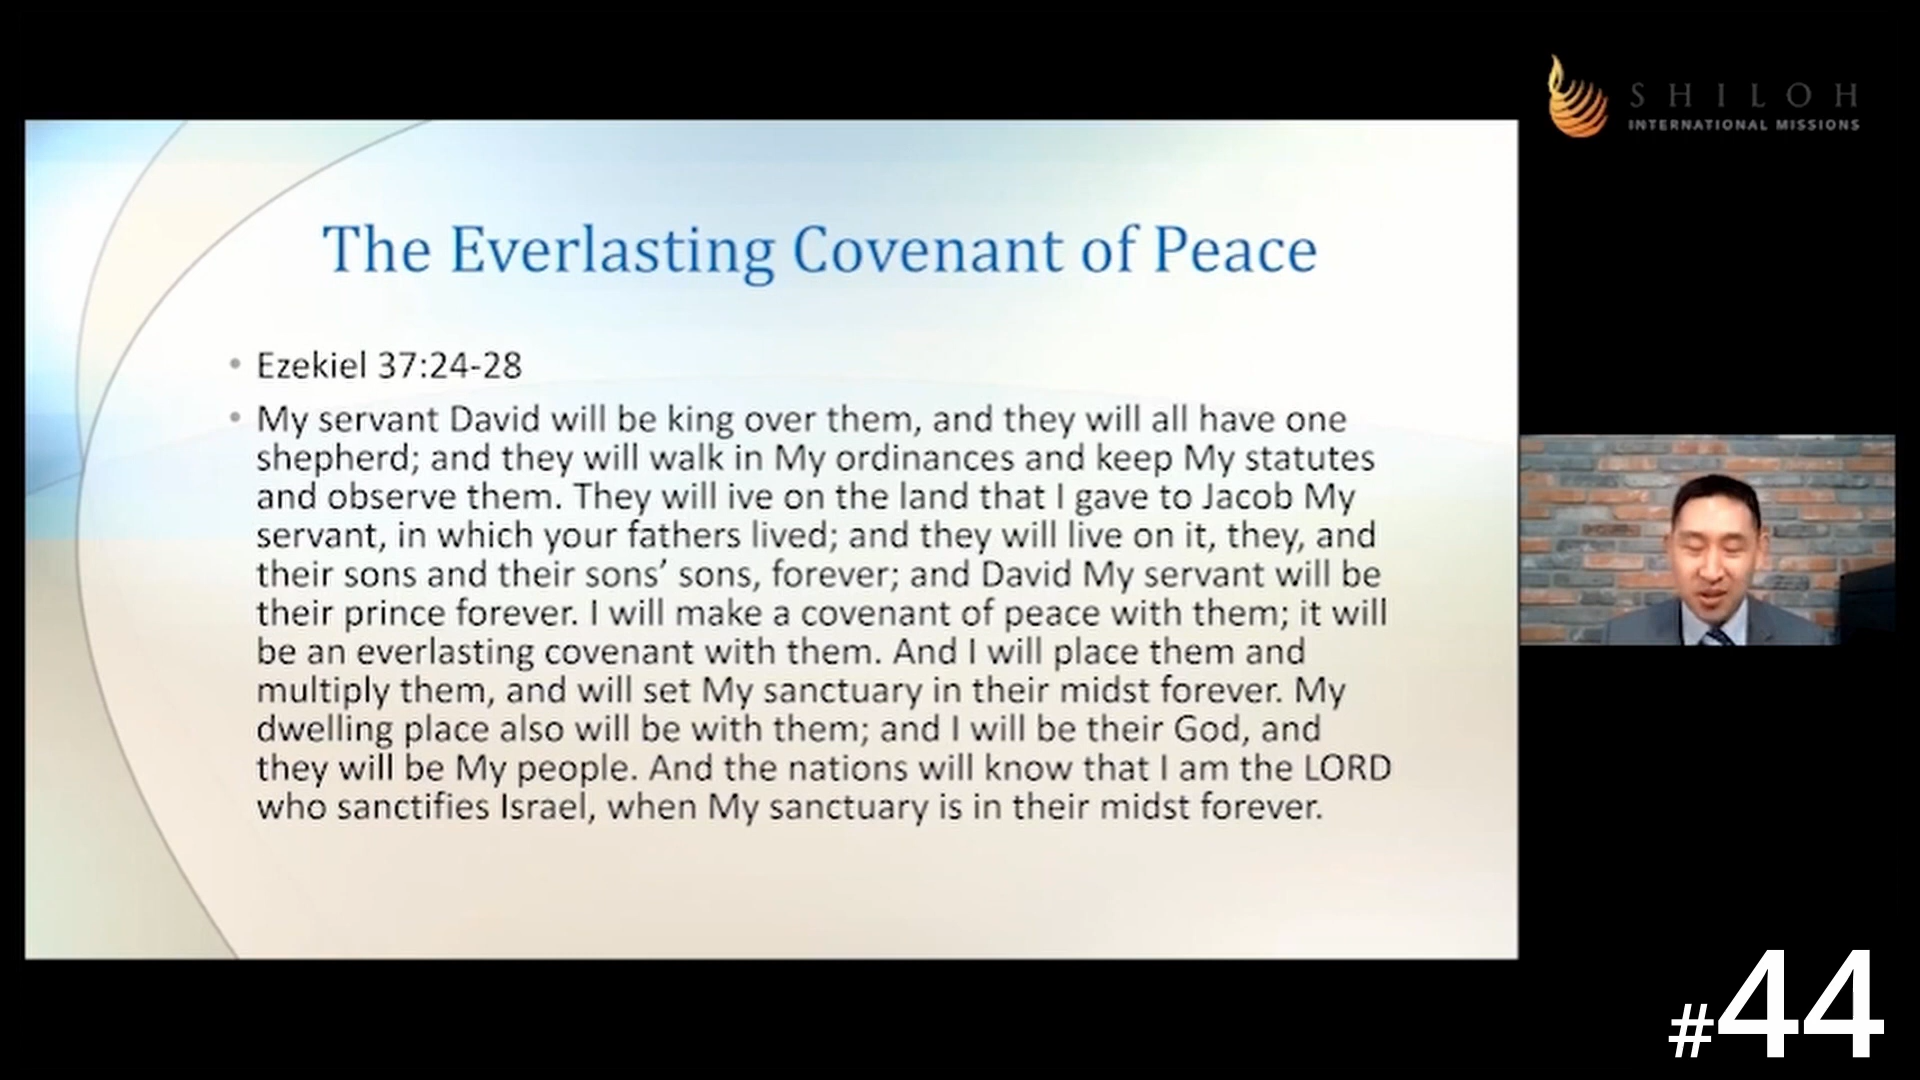 SHILOH
INTERNATIONAL MISSIONS
The Everlasting Covenant of Peace
• Ezekiel 37:24-28
• My servant David will be king over them, and they will all have one
shepherd; and they will walk in My ordinances and keep My statutes
and observe them. They will ive on the land that I gave to Jacob My
servant, in which your fathers lived; and they will live on it, they, and
their sons and their sons’ sons, forever; and David My servant will be
their prince forever. I will make a covenant of peace with them; it will
be an everlasting covenant with them. And I will place them and
multiply them, and will set My sanctuary in their midst forever. My
dwelling place also will be with them; and I will be their God, and
they will be My people. And the nations will know that I am the LORD
who sanctifies Israel, when My sanctuary is in their midst forever.
#44